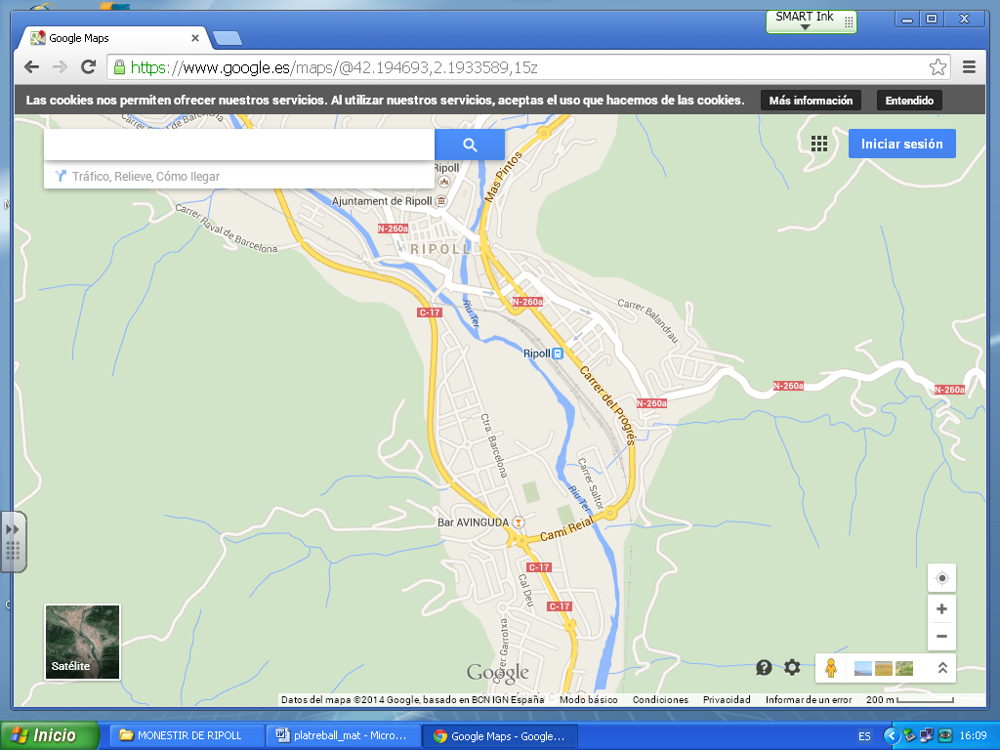 SMART Ink
Google Maps
https://www.google.es/maps/@42.194693,2.1933589,15z
Las cookies nos permiten ofrecer nuestros servicios. Al utilizar nuestros servicios, aceptas el uso que hacemos de las cookies.
Más información
Entendido
Iniciar sesión
Tráfico, Relieve, Cómo llegar
Ripoll
Mas Pintos
Ajuntament de Ripoll
Carrer Raval de Barcelona
N-260a
RIPOLL
N-260a
C-17
Riu Ter
Carrer Balandrau
Ripoll
Carrer del Progrés
N-260a
N-260a
N-260a
Ctra. Barcelona
Carrer Saltor
Riu Ter
Bar AVINGUDA
Camí Reial
C-17
Cal Deu
C-17
Carrer Garrotxa
Satélite
Google
Datos del mapa ©2014 Google, basado en BCN IGN España
Modo básico
Condiciones
Privacidad
Informar de un error
200 m
Inicio
MONESTIR DE RIPOLL
platreball_mat - Micro...
Google Maps - Google...
ES
16:09